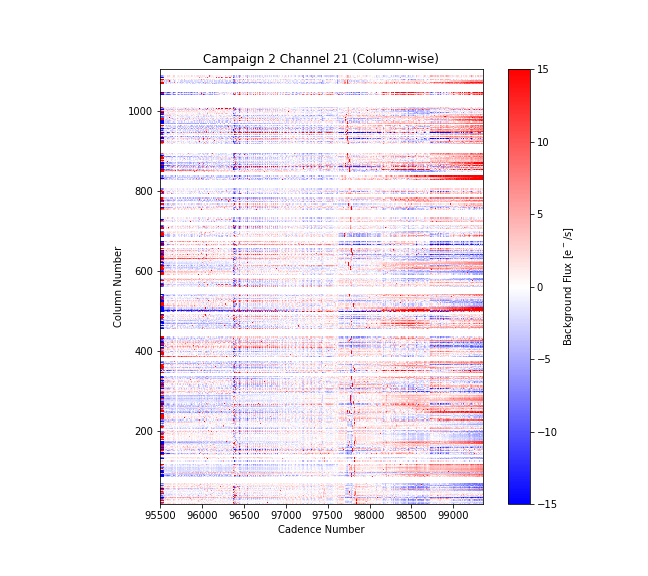 Campaign 2 Channel 21 (Column-wise)
Column Number
1000
800
600
400
200
95500 96000 96500 97000 97500 98000 98500 99000
Cadence Number
15
10
5
0
−5
−10
−15
Background Flux [e⁻/s]